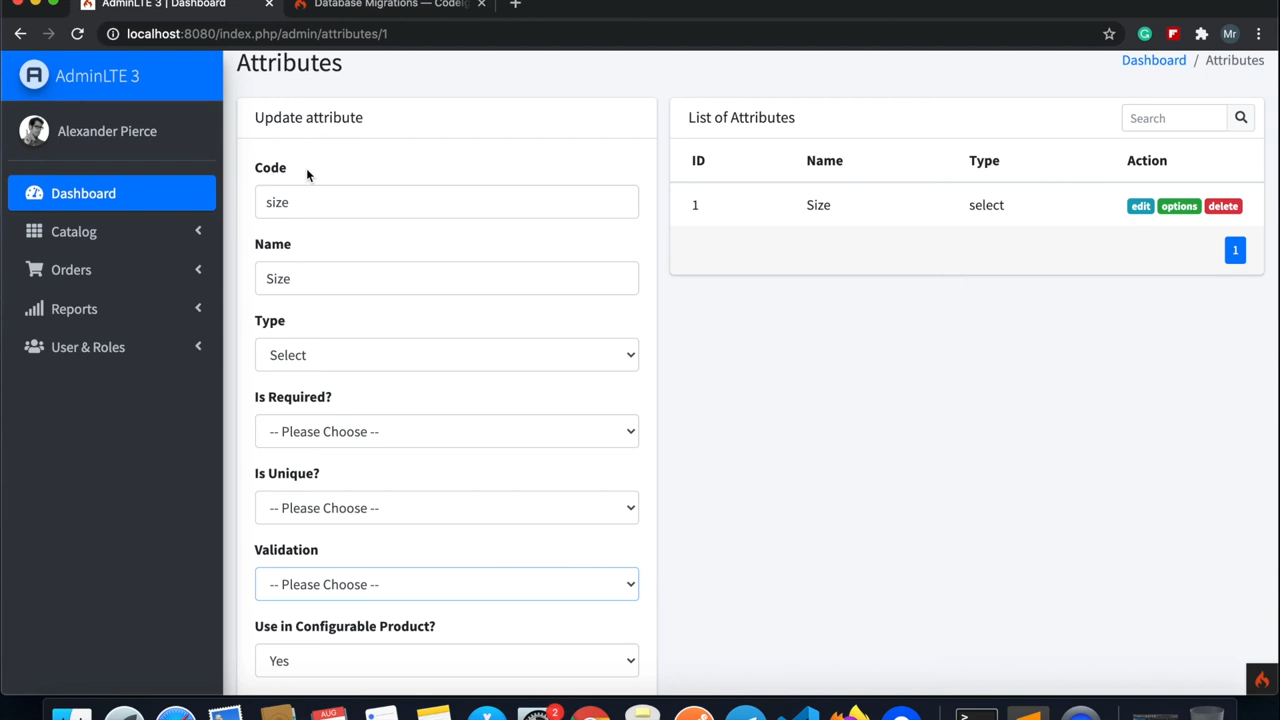 AdminLTE 3 | Dashboard
Database Migrations — CodeIg
localhost:8080/index.php/admin/attributes/1
Mr
AdminLTE 3
Alexander Pierce
Dashboard
Catalog
Orders
Reports
User & Roles
Attributes
Dashboard / Attributes
Update attribute
Code
size
Name
Size
Type
Select
Is Required?
-- Please Choose --
Is Unique?
-- Please Choose --
Validation
-- Please Choose --
Use in Configurable Product?
Yes
List of Attributes
Search
ID Name Type Action
1 Size select edit options delete
1
AUG
2